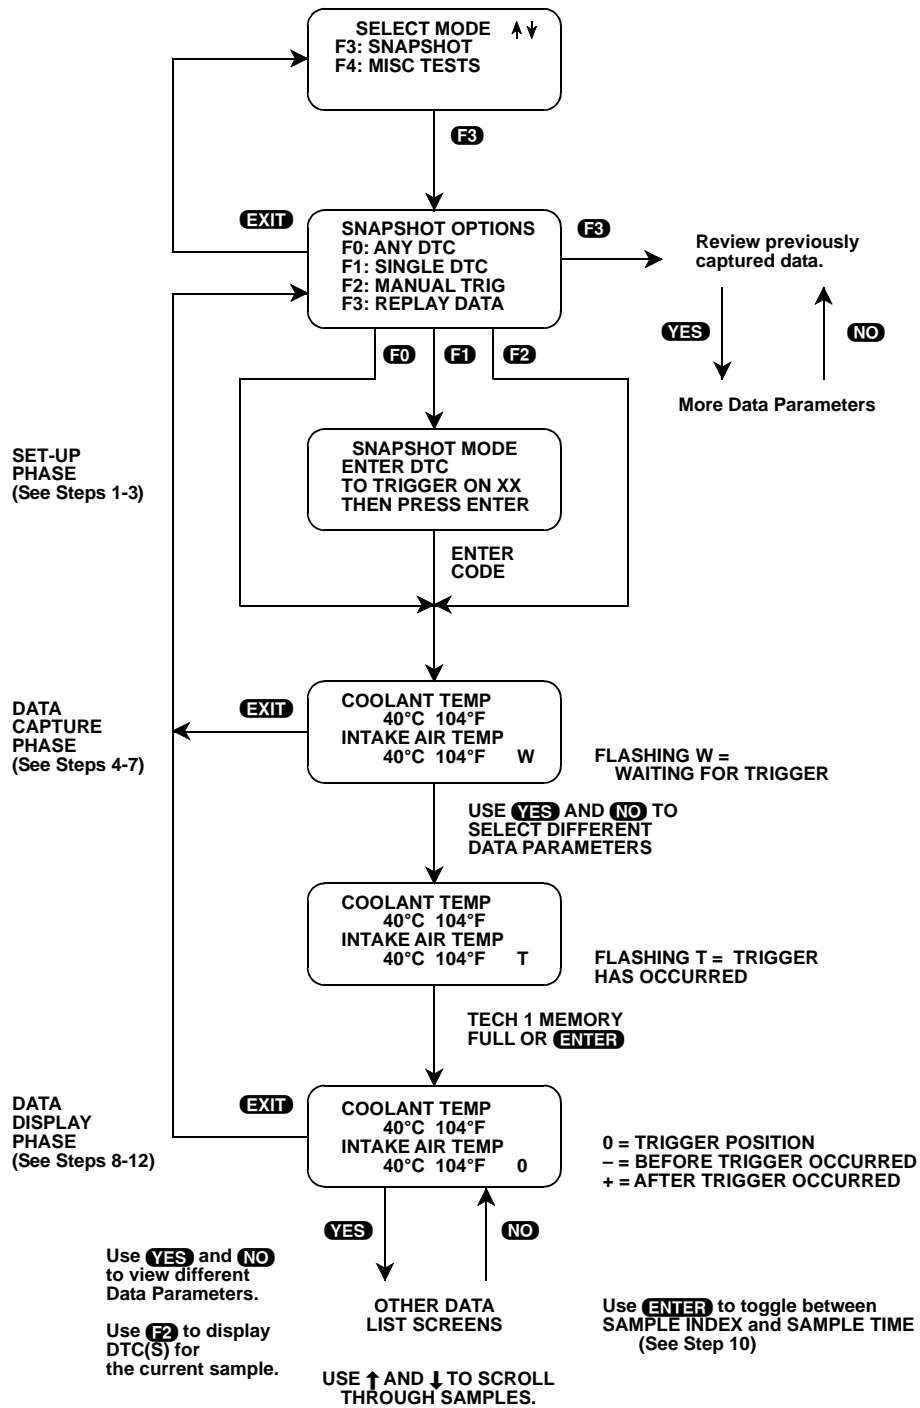 SELECT MODE ↑↓
F3: SNAPSHOT
F4: MISC TESTS
F3
EXIT
SNAPSHOT OPTIONS
F0: ANY DTC
F1: SINGLE DTC
F2: MANUAL TRIG
F3: REPLAY DATA
F3
Review previously
captured data.
YES
NO
More Data Parameters
F0
F1
F2
SET-UP
PHASE
(See Steps 1-3)
SNAPSHOT MODE
ENTER DTC
TO TRIGGER ON XX
THEN PRESS ENTER
ENTER
CODE
DATA
CAPTURE
PHASE
(See Steps 4-7)
EXIT
COOLANT TEMP
40°C 104°F
INTAKE AIR TEMP
40°C 104°F W
FLASHING W =
WAITING FOR TRIGGER
USE YES AND NO TO
SELECT DIFFERENT
DATA PARAMETERS
COOLANT TEMP
40°C 104°F
INTAKE AIR TEMP
40°C 104°F T
FLASHING T = TRIGGER
HAS OCCURRED
TECH 1 MEMORY
FULL OR ENTER
DATA
DISPLAY
PHASE
(See Steps 8-12)
EXIT
COOLANT TEMP
40°C 104°F
INTAKE AIR TEMP
40°C 104°F 0
0 = TRIGGER POSITION
– = BEFORE TRIGGER OCCURRED
+ = AFTER TRIGGER OCCURRED
YES
NO
Use YES and NO
to view different
Data Parameters.
Use F2 to display
DTC(S) for
the current sample.
OTHER DATA
LIST SCREENS
USE ↑ AND ↓ TO SCROLL
THROUGH SAMPLES.
Use ENTER to toggle between
SAMPLE INDEX and SAMPLE TIME
(See Step 10)